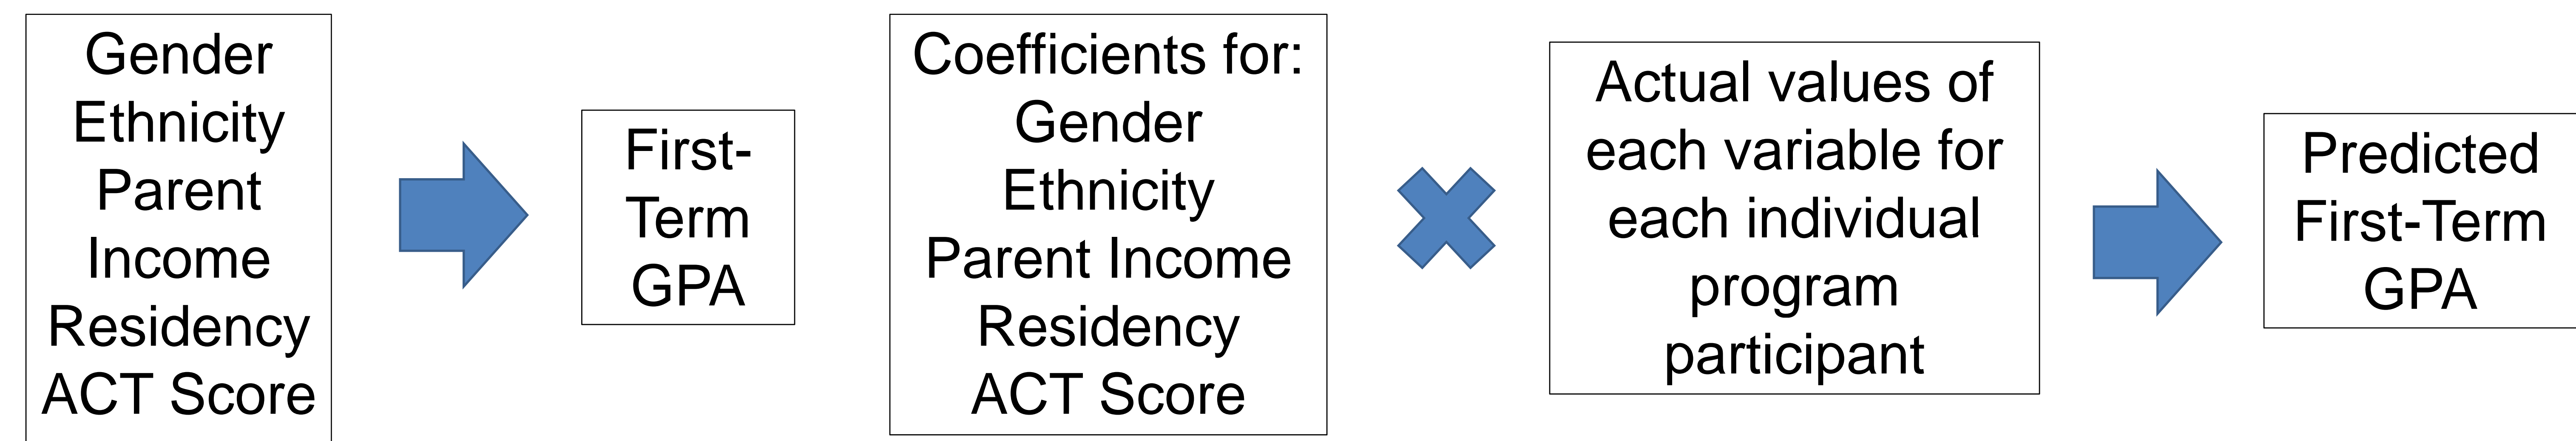 Gender
Ethnicity
Parent
Income
Residency
ACT Score
First-
Term
GPA
Coefficients for:
Gender
Ethnicity
Parent Income
Residency
ACT Score
Actual values of
each variable for
each individual
program
participant
Predicted
First-Term
GPA